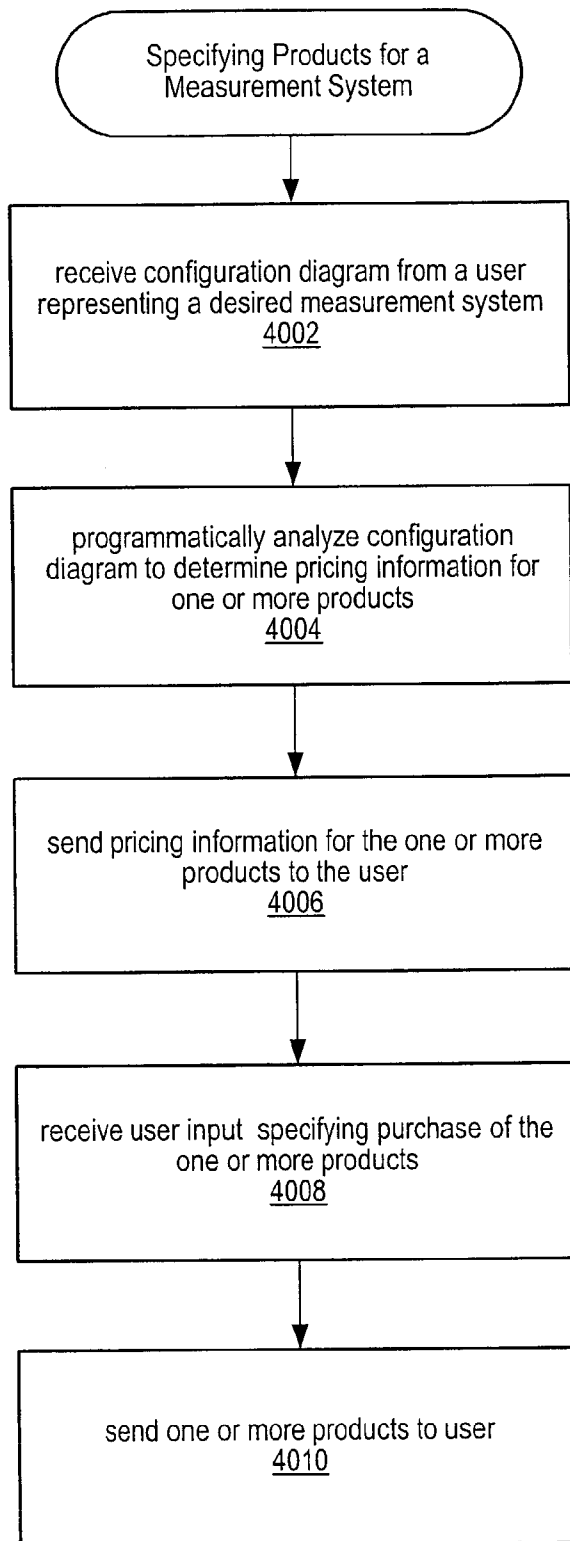 Specifying Products for a
Measurement System
receive configuration diagram from a user
representing a desired measurement system
4002
programmatically analyze configuration
diagram to determine pricing information for
one or more products
4004
send pricing information for the one or more
products to the user
4006
receive user input specifying purchase of the
one or more products
4008
send one or more products to user
4010